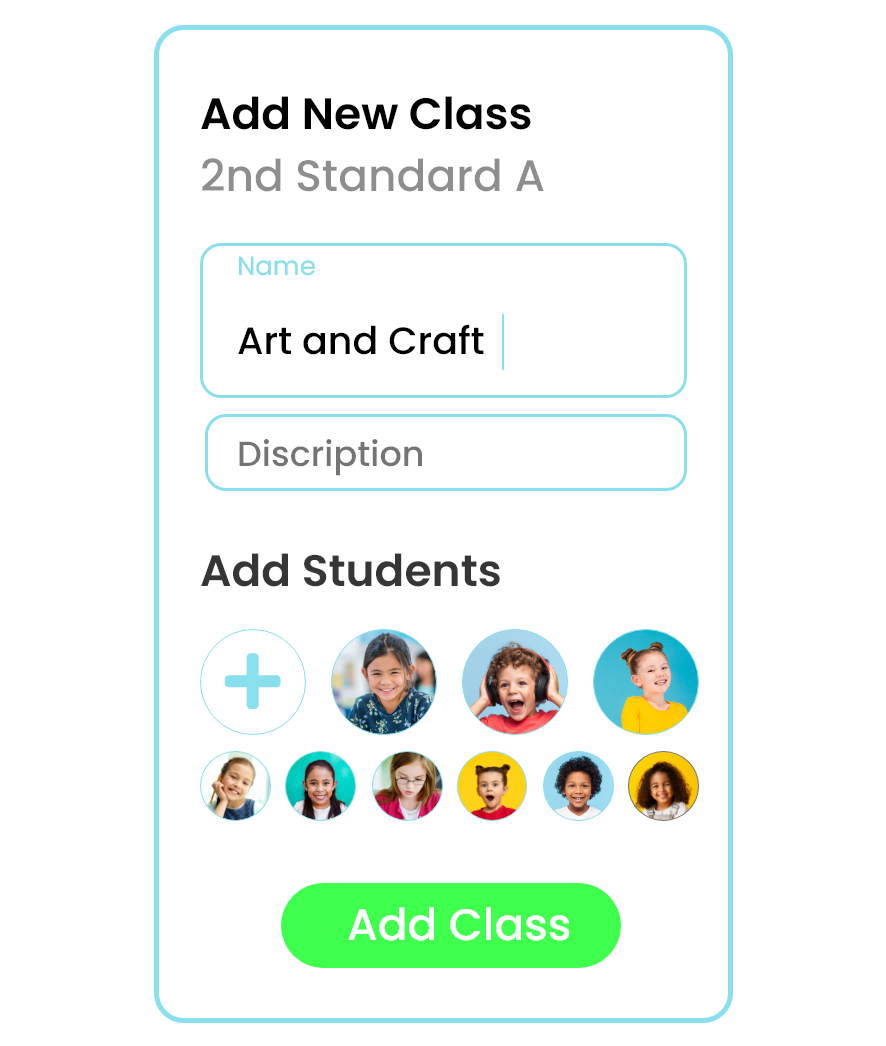 Add New Class
2nd Standard A
Name
Art and Craft
Discription
Add Students
Add Class